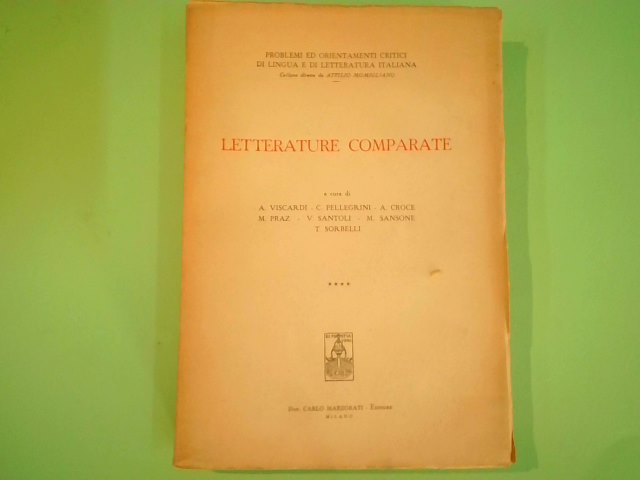 PROBLEMI ED ORIENTAMENTI CRITICI
DI LINGUA E DI LETTERATURA ITALIANA
Collana diretta da ATTILIO MOMIGLIANO
LETTERATURE COMPARATE
a cura di
A. VISCARDI - C. PELLEGRINI - A. CROCE
M. PRAZ - V. SANTOLI - M. SANSONE
T. SORBELLI
****
Dott. CARLO MARZORATI - Editore
MILANO